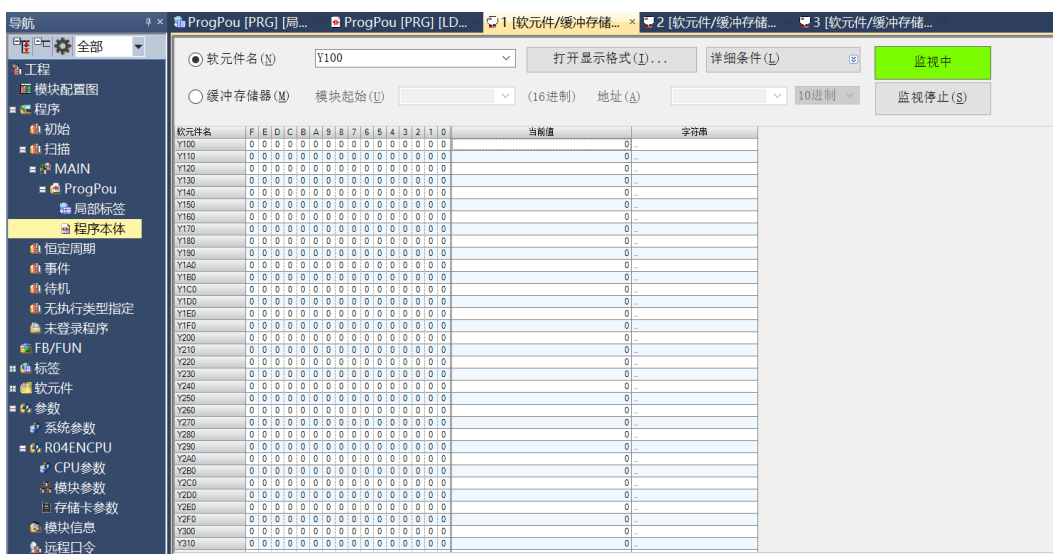 导航
ProgPou [PRG] [局... ProgPou [PRG] [LD... 1 [软元件/缓冲存储... × 2 [软元件/缓冲存储... 3 [软元件/缓冲存储...
全部
工程
模块配置图
程序
初始
扫描
MAIN
ProgPou
局部标签
程序本体
恒定周期
事件
待机
无执行类型指定
未登录程序
FB/FUN
标签
软元件
参数
系统参数
R04ENCPU
CPU参数
模块参数
存储卡参数
模块信息
远程口令
软元件名(N) Y100 打开显示格式(I)... 详细条件(L) 监视中
缓冲存储器(M) 模块起始(U) (16进制) 地址(A) 10进制 监视停止(S)
软元件名 F E D C B A 9 8 7 6 5 4 3 2 1 0 当前值 字符串
Y100 0 0 0 0 0 0 0 0 0 0 0 0 0 0 0 0 0 ..
Y110 0 0 0 0 0 0 0 0 0 0 0 0 0 0 0 0 0 ..
Y120 0 0 0 0 0 0 0 0 0 0 0 0 0 0 0 0 0 ..
Y130 0 0 0 0 0 0 0 0 0 0 0 0 0 0 0 0 0 ..
Y140 0 0 0 0 0 0 0 0 0 0 0 0 0 0 0 0 0 ..
Y150 0 0 0 0 0 0 0 0 0 0 0 0 0 0 0 0 0 ..
Y160 0 0 0 0 0 0 0 0 0 0 0 0 0 0 0 0 0 ..
Y170 0 0 0 0 0 0 0 0 0 0 0 0 0 0 0 0 0 ..
Y180 0 0 0 0 0 0 0 0 0 0 0 0 0 0 0 0 0 ..
Y190 0 0 0 0 0 0 0 0 0 0 0 0 0 0 0 0 0 ..
Y1A0 0 0 0 0 0 0 0 0 0 0 0 0 0 0 0 0 0 ..
Y1B0 0 0 0 0 0 0 0 0 0 0 0 0 0 0 0 0 0 ..
Y1C0 0 0 0 0 0 0 0 0 0 0 0 0 0 0 0 0 0 ..
Y1D0 0 0 0 0 0 0 0 0 0 0 0 0 0 0 0 0 0 ..
Y1E0 0 0 0 0 0 0 0 0 0 0 0 0 0 0 0 0 0 ..
Y1F0 0 0 0 0 0 0 0 0 0 0 0 0 0 0 0 0 0 ..
Y200 0 0 0 0 0 0 0 0 0 0 0 0 0 0 0 0 0 ..
Y210 0 0 0 0 0 0 0 0 0 0 0 0 0 0 0 0 0 ..
Y220 0 0 0 0 0 0 0 0 0 0 0 0 0 0 0 0 0 ..
Y230 0 0 0 0 0 0 0 0 0 0 0 0 0 0 0 0 0 ..
Y240 0 0 0 0 0 0 0 0 0 0 0 0 0 0 0 0 0 ..
Y250 0 0 0 0 0 0 0 0 0 0 0 0 0 0 0 0 0 ..
Y260 0 0 0 0 0 0 0 0 0 0 0 0 0 0 0 0 0 ..
Y270 0 0 0 0 0 0 0 0 0 0 0 0 0 0 0 0 0 ..
Y280 0 0 0 0 0 0 0 0 0 0 0 0 0 0 0 0 0 ..
Y290 0 0 0 0 0 0 0 0 0 0 0 0 0 0 0 0 0 ..
Y2A0 0 0 0 0 0 0 0 0 0 0 0 0 0 0 0 0 0 ..
Y2B0 0 0 0 0 0 0 0 0 0 0 0 0 0 0 0 0 0 ..
Y2C0 0 0 0 0 0 0 0 0 0 0 0 0 0 0 0 0 0 ..
Y2D0 0 0 0 0 0 0 0 0 0 0 0 0 0 0 0 0 0 ..
Y2E0 0 0 0 0 0 0 0 0 0 0 0 0 0 0 0 0 0 ..
Y2F0 0 0 0 0 0 0 0 0 0 0 0 0 0 0 0 0 0 ..
Y300 0 0 0 0 0 0 0 0 0 0 0 0 0 0 0 0 0 ..
Y310 0 0 0 0 0 0 0 0 0 0 0 0 0 0 0 0 0 ..